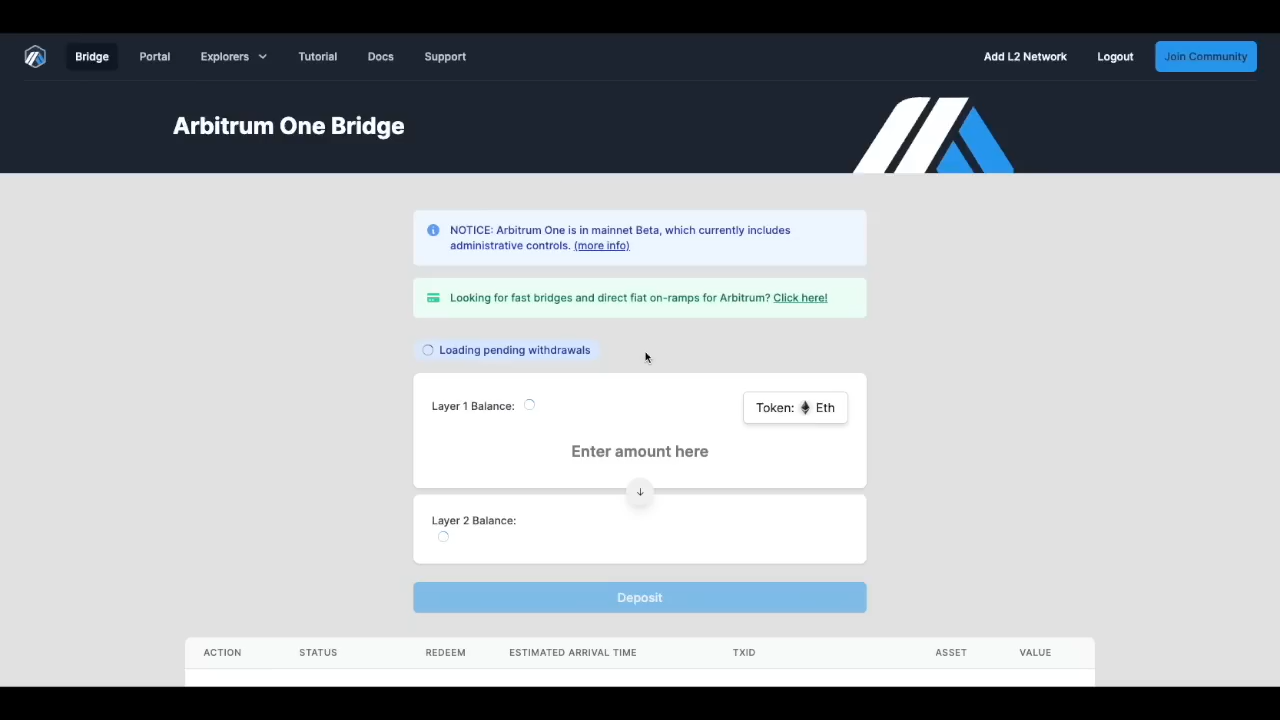 Bridge Portal Explorers Tutorial Docs Support Add L2 Network Logout Join Community
Arbitrum One Bridge
NOTICE: Arbitrum One is in mainnet Beta, which currently includes
administrative controls. (more info)
Looking for fast bridges and direct fiat on-ramps for Arbitrum? Click here!
Loading pending withdrawals
Layer 1 Balance: Token: Eth
Enter amount here
Layer 2 Balance:
Deposit
ACTION STATUS REDEEM ESTIMATED ARRIVAL TIME TXID ASSET VALUE